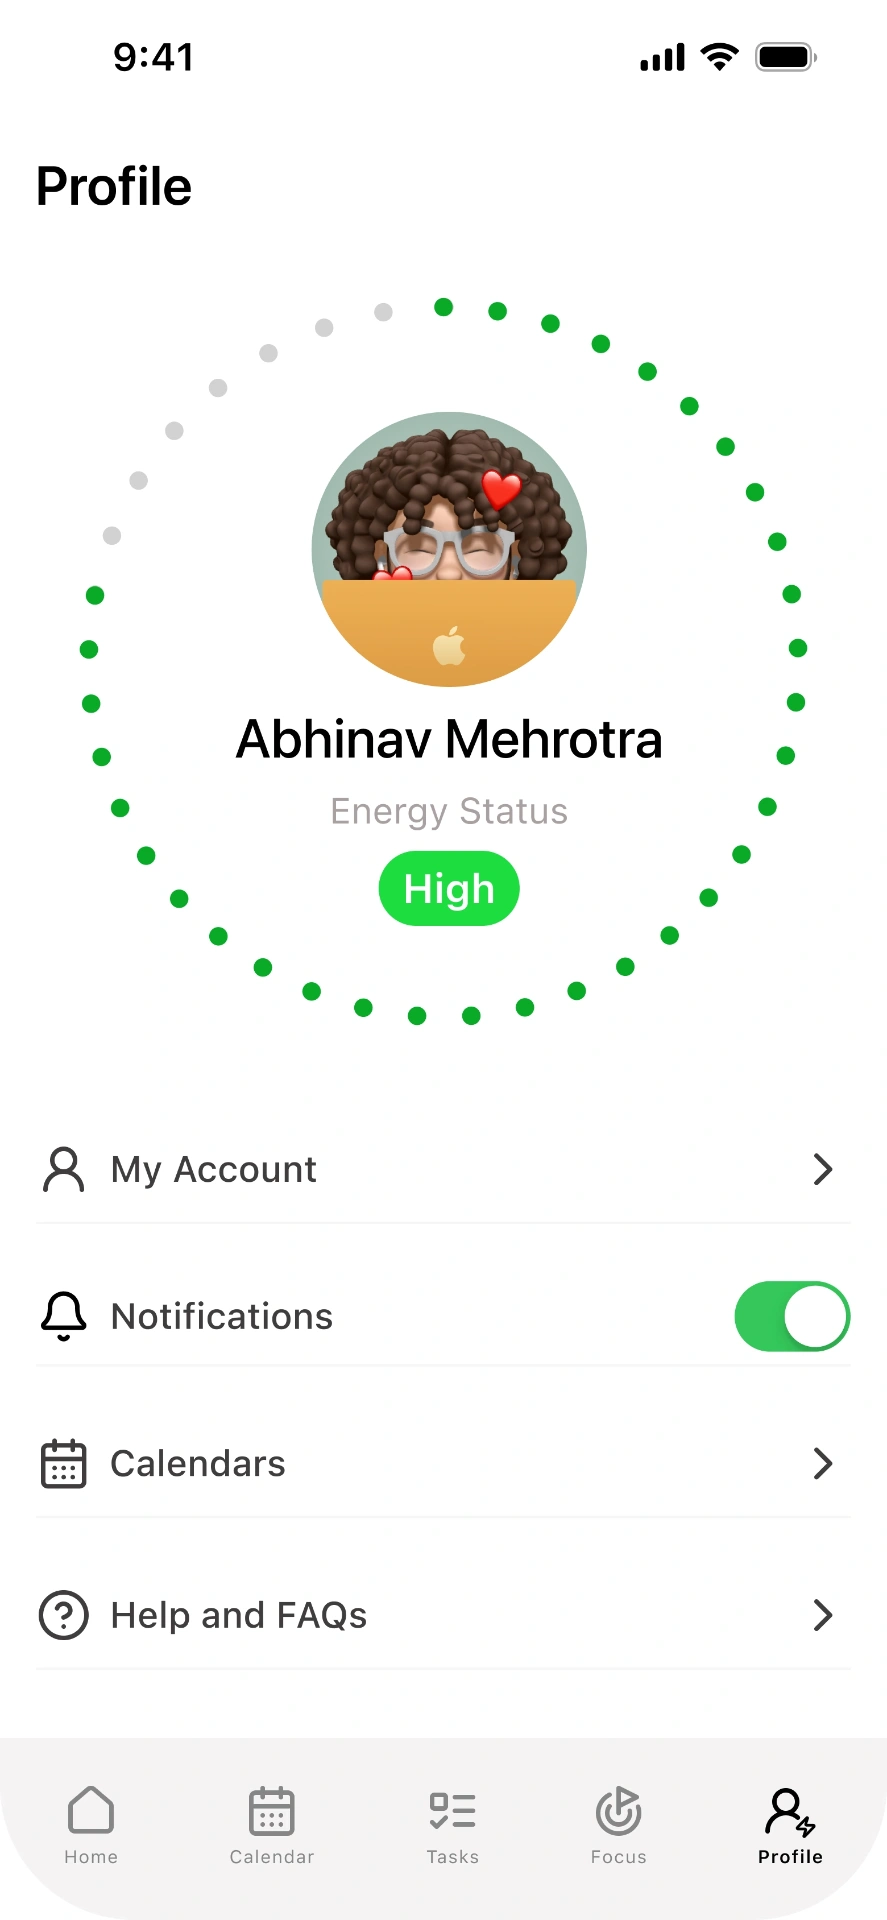 9:41
Profile
Abhinav Mehrotra
Energy Status
High
My Account
Notifications
Calendars
Help and FAQs
Home
Calendar
Tasks
Focus
Profile